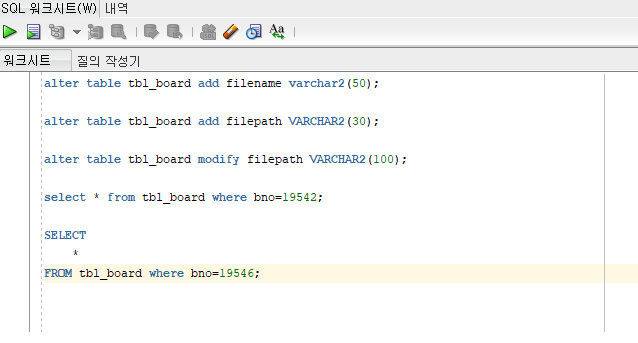 SQL 워크시트(W) 내역
워크시트 질의 작성기
alter table tbl_board add filename varchar2(50);
alter table tbl_board add filepath VARCHAR2(30);
alter table tbl_board modify filepath VARCHAR2(100);
select * from tbl_board where bno=19542;
SELECT
    *
FROM tbl_board where bno=19546;